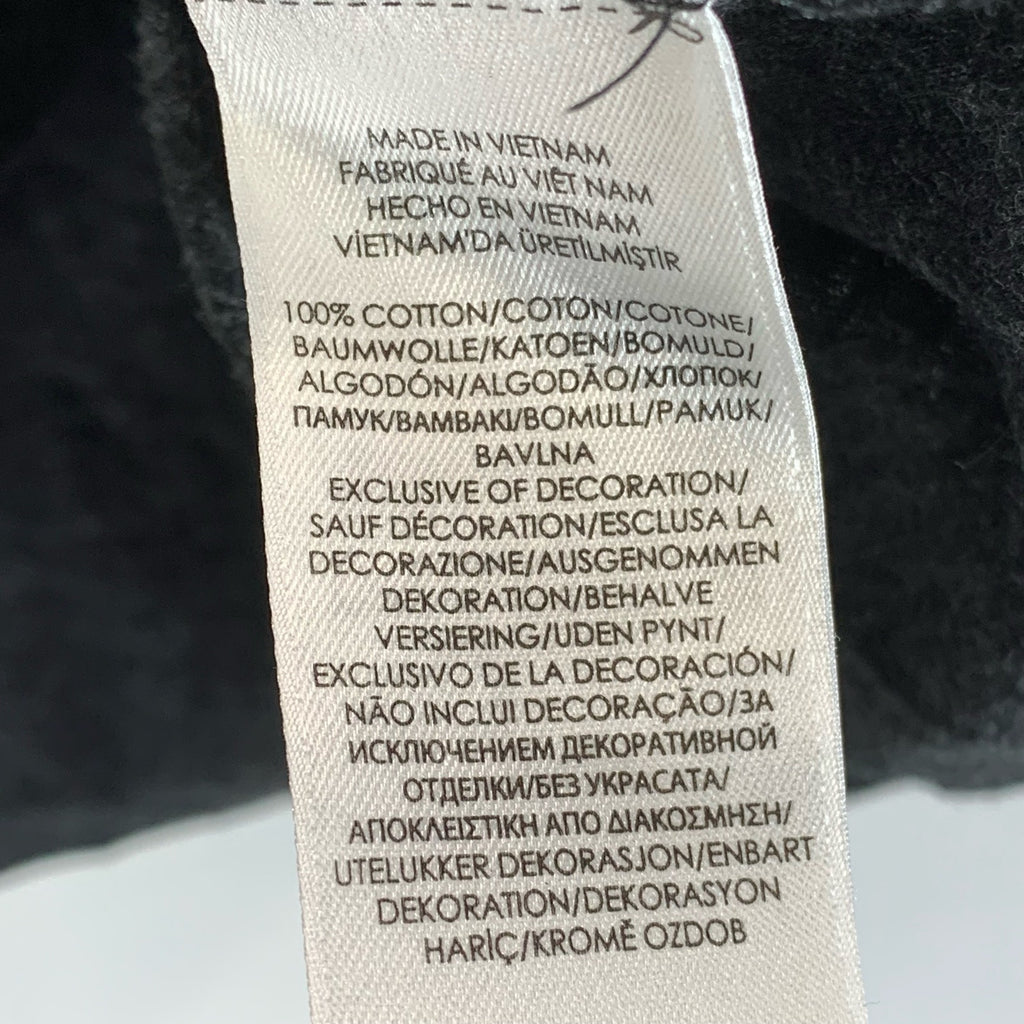 MADE IN VIETNAM
FABRIQUÉ AU VIÊT NAM
HECHO EN VIETNAM
VİETNAM'DA ÜRETİLMİŞTİR
100% COTTON/COTON/COTONE/
BAUMWOLLE/KATOEN/BOMULD/
ALGODÓN/ALGODÃO/ХЛОПОК/
ПАМУК/ΒΑΜΒΑΚΙ/BOMULL/PAMUK/
BAVLNA
EXCLUSIVE OF DECORATION/
SAUF DÉCORATION/ESCLUSA LA
DECORAZIONE/AUSGENOMMEN
DEKORATION/BEHALVE
VERSIERING/UDEN PYNT/
EXCLUSIVO DE LA DECORACIÓN/
NÃO INCLUI DECORAÇÃO/ЗА
ИСКЛЮЧЕНИЕМ ДЕКОРАТИВНОЙ
ОТДЕЛКИ/БЕЗ УКРАСАТА/
ΑΠΟΚΛΕΙΣΤΙΚΗ ΑΠΟ ΔΙΑΚΟΣΜΗΣΗ/
UTELUKKER DEKORASJON/ENBART
DEKORATION/DEKORASYON
HARİÇ/KROMĚ OZDOB